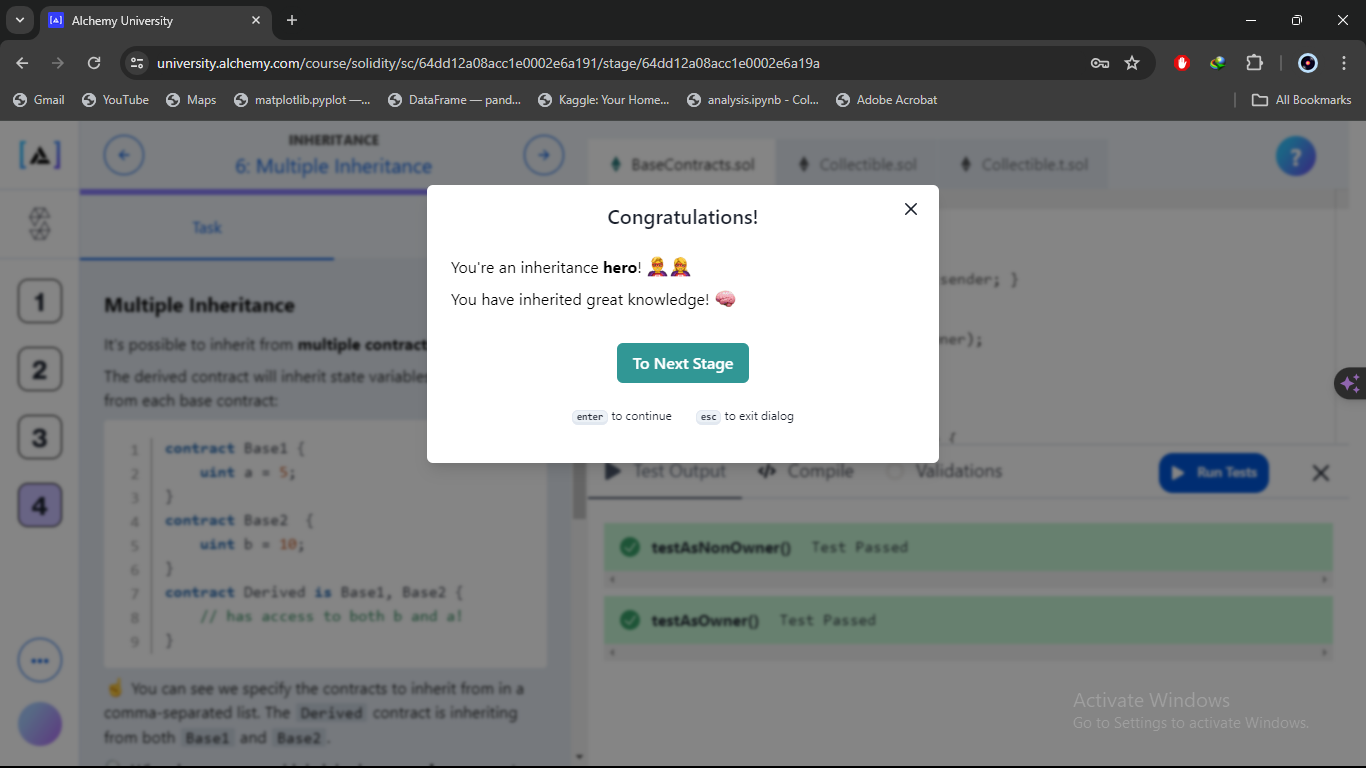 Alchemy University
university.alchemy.com/course/solidity/sc/64dd12a08acc1e0002e6a191/stage/64dd12a08acc1e0002e6a19a
Gmail YouTube Maps matplotlib.pyplot —... DataFrame — pand... Kaggle: Your Home... analysis.ipynb - Col... Adobe Acrobat All Bookmarks
INHERITANCE
6: Multiple Inheritance
BaseContracts.sol Collectible.sol Collectible.t.sol
?
Task
1
2
3
4
Multiple Inheritance
It's possible to inherit from multiple contract
The derived contract will inherit state variables
from each base contract:
1 contract Base1 {
2 uint a = 5;
3 }
4 contract Base2 {
5 uint b = 10;
6 }
7 contract Derived is Base1, Base2 {
8 // has access to both b and a!
9 }
☝️ You can see we specify the contracts to inherit from in a
comma-separated list. The Derived contract is inheriting
from both Base1 and Base2.
Congratulations!
You're an inheritance hero! 🦸🦸‍♀️
You have inherited great knowledge! 🧠
To Next Stage
enter to continue esc to exit dialog
sender; }
ner);
{
Test Output Compile Validations Run Tests
testAsNonOwner() Test Passed
testAsOwner() Test Passed
Activate Windows
Go to Settings to activate Windows.